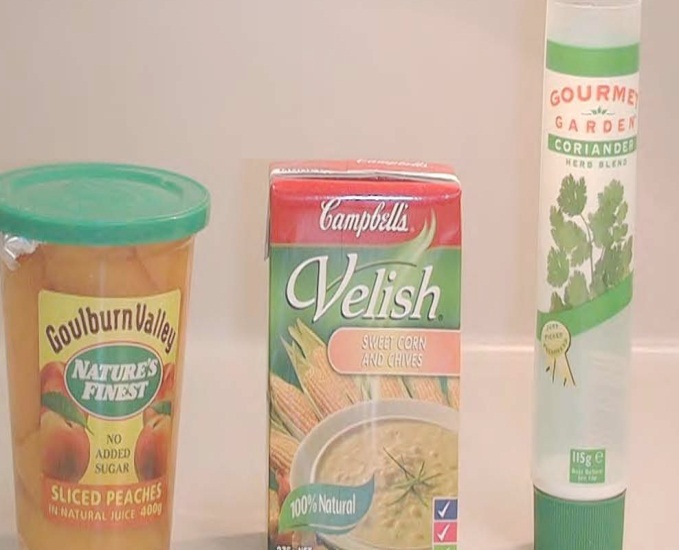 Goulburn Valley
NATURE'S
FINEST
NO
ADDED
SUGAR
SLICED PEACHES
IN NATURAL JUICE 400g
Campbell's
Campbell's
Velish
SWEET CORN
AND CHIVES
100% Natural
GOURMET
GARDEN
CORIANDER
HERB BLEND
115g e